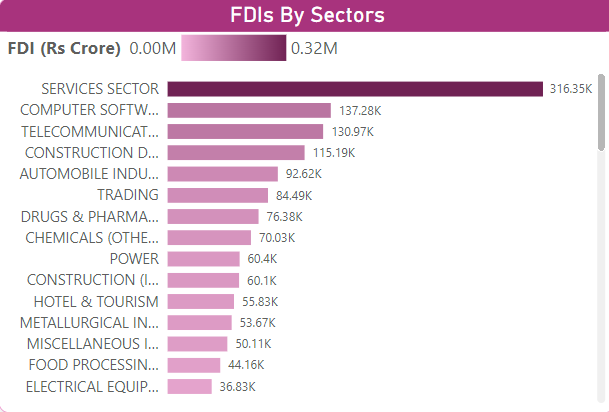 FDIs By Sectors
FDI (Rs Crore) 0.00M 0.32M
SERVICES SECTOR 316.35K
COMPUTER SOFTW... 137.28K
TELECOMMUNICAT... 130.97K
CONSTRUCTION D... 115.19K
AUTOMOBILE INDU... 92.62K
TRADING 84.49K
DRUGS & PHARMA... 76.38K
CHEMICALS (OTHE... 70.03K
POWER 60.4K
CONSTRUCTION (I... 60.1K
HOTEL & TOURISM 55.83K
METALLURGICAL IN... 53.67K
MISCELLANEOUS I... 50.11K
FOOD PROCESSIN... 44.16K
ELECTRICAL EQUIP... 36.83K